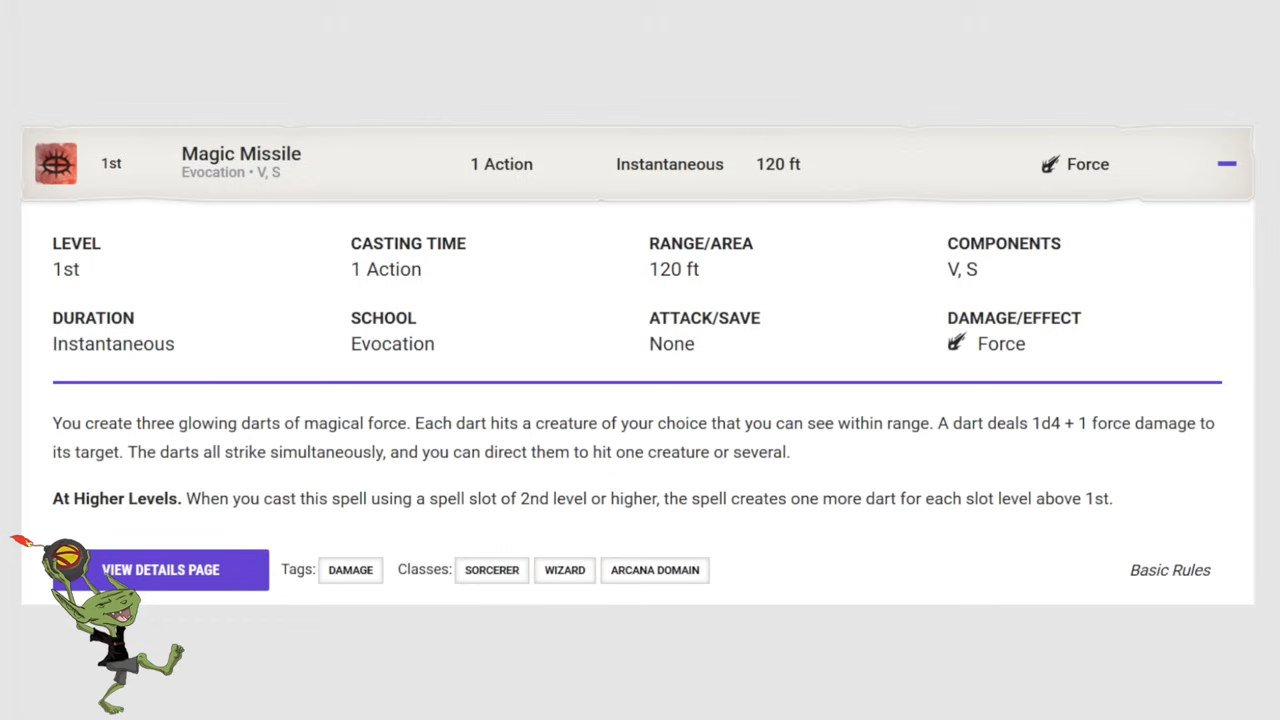 1st
Magic Missile
Evocation • V, S
1 Action
Instantaneous
120 ft
Force
LEVEL
1st
CASTING TIME
1 Action
RANGE/AREA
120 ft
COMPONENTS
V, S
DURATION
Instantaneous
SCHOOL
Evocation
ATTACK/SAVE
None
DAMAGE/EFFECT
Force
You create three glowing darts of magical force. Each dart hits a creature of your choice that you can see within range. A dart deals 1d4 + 1 force damage to
its target. The darts all strike simultaneously, and you can direct them to hit one creature or several.
At Higher Levels. When you cast this spell using a spell slot of 2nd level or higher, the spell creates one more dart for each slot level above 1st.
VIEW DETAILS PAGE
Tags: DAMAGE
Classes: SORCERER WIZARD ARCANA DOMAIN
Basic Rules